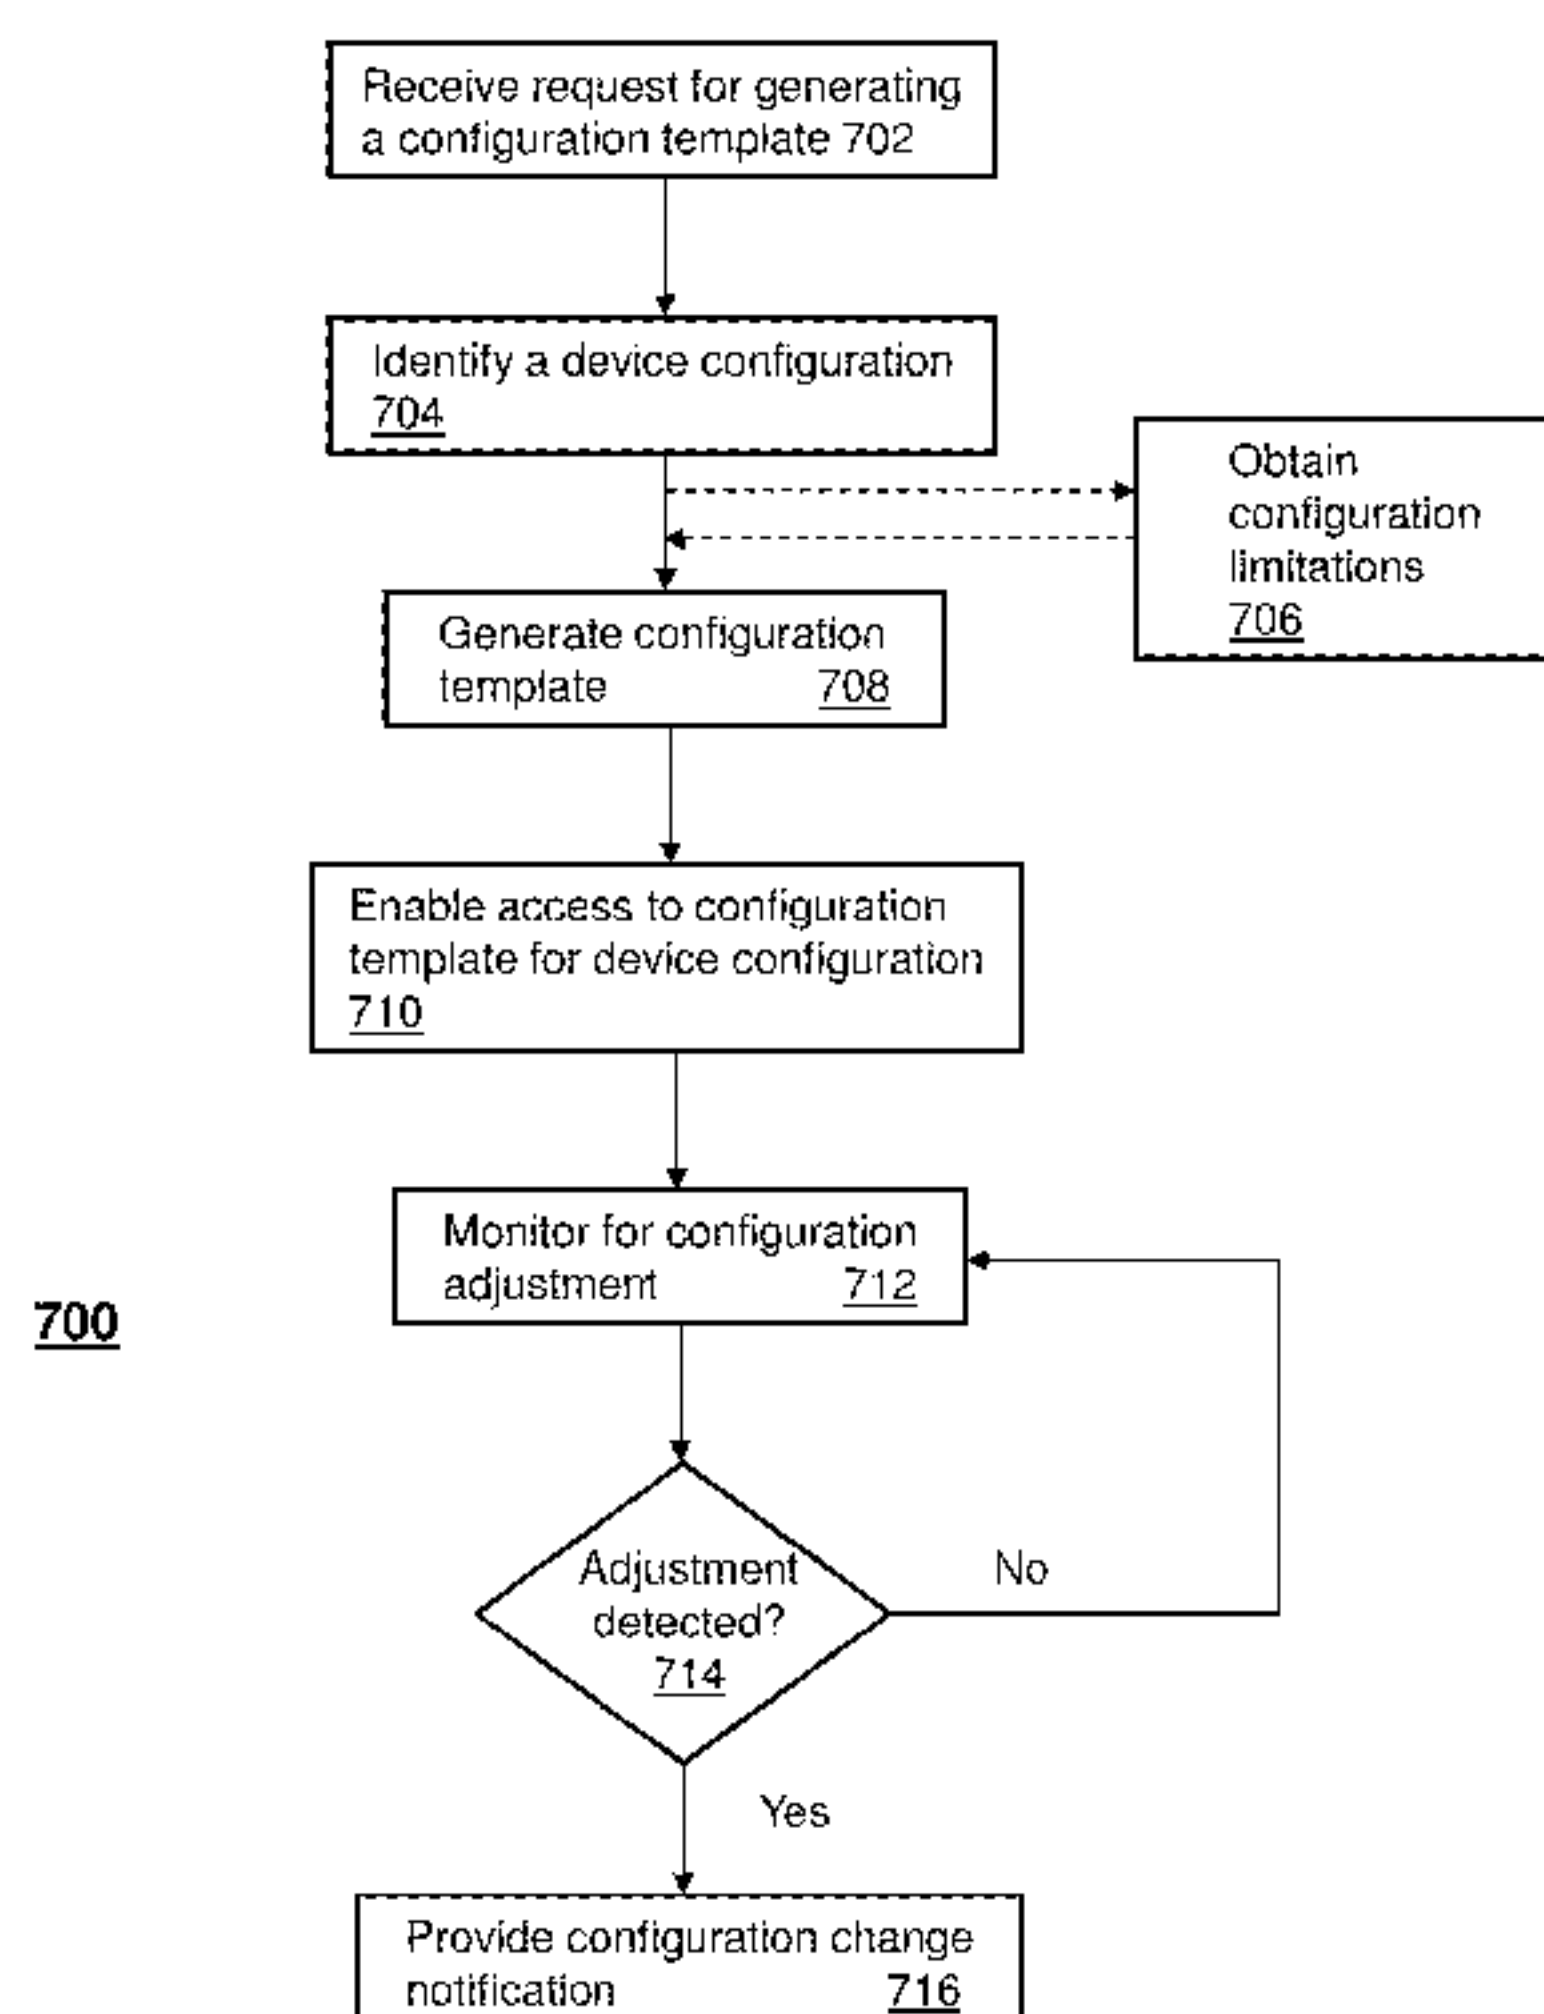 Receive request for generating
a configuration template 702
Identify a device configuration
704
Obtain
configuration
limitations
706
Generate configuration
template 708
Enable access to configuration
template for device configuration
710
Monitor for configuration
adjustment 712
700
Adjustment
detected?
714
No
Yes
Provide configuration change
notification 716